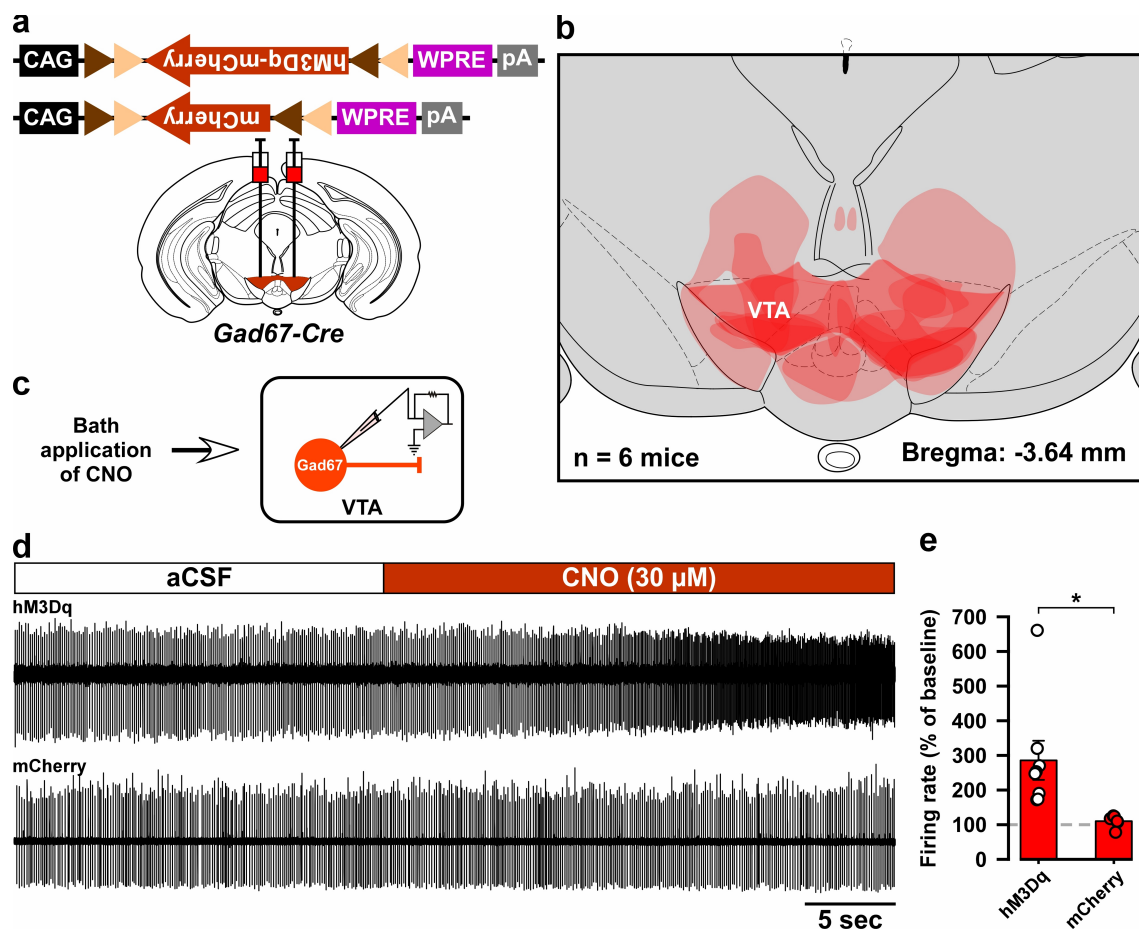 a
CAG hM3Dq-mCherry WPRE pA
CAG mCherry WPRE pA
Gad67-Cre
b
VTA
n = 6 mice
Bregma: -3.64 mm
c
Bath
application
of CNO
Gad67
VTA
d
aCSF
CNO (30 µM)
hM3Dq
mCherry
5 sec
e
*
Firing rate (% of baseline)
700
600
500
400
300
200
100
0
hM3Dq
mCherry